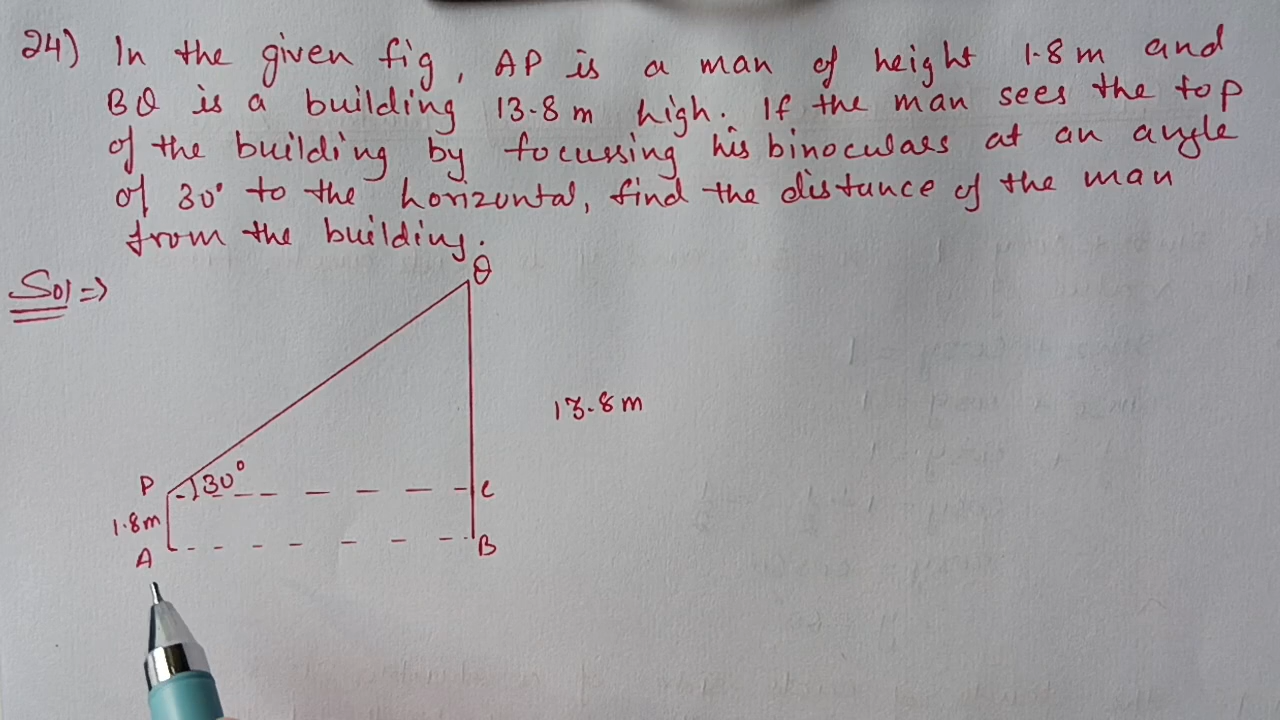 24) In the given fig, AP is a man of height 1.8 m and
BQ is a building 13.8 m high. If the man sees the top
of the building by focussing his binoculars at an angle
of 30° to the horizontal, find the distance of the man
from the building.
Sol ⇒
Q
13.8 m
P
30°
C
1.8 m
A
B